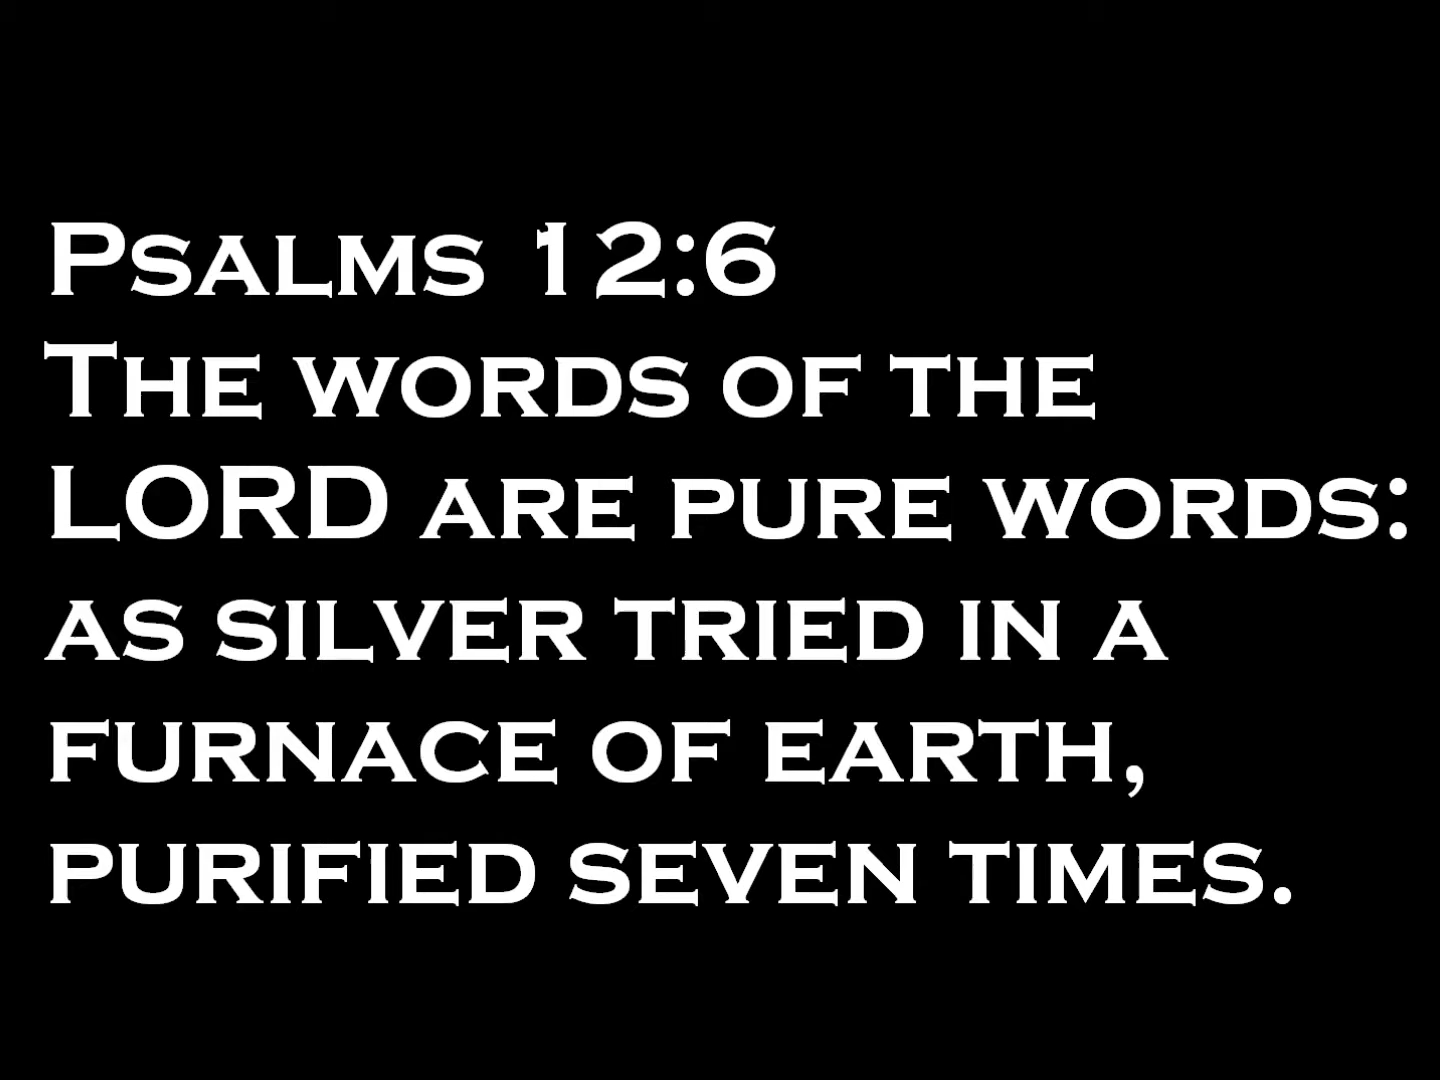 Psalms 12:6
The words of the
LORD are pure words:
as silver tried in a
furnace of earth,
purified seven times.